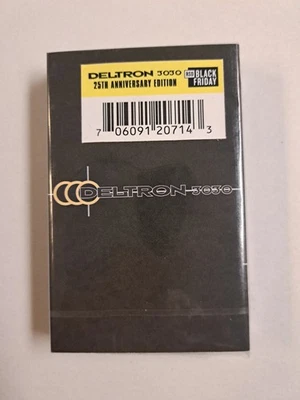 DELTRON 3030
25TH ANNIVERSARY EDITION
RSD BLACK FRIDAY
7 06091 20714 3
DELTRON 3030